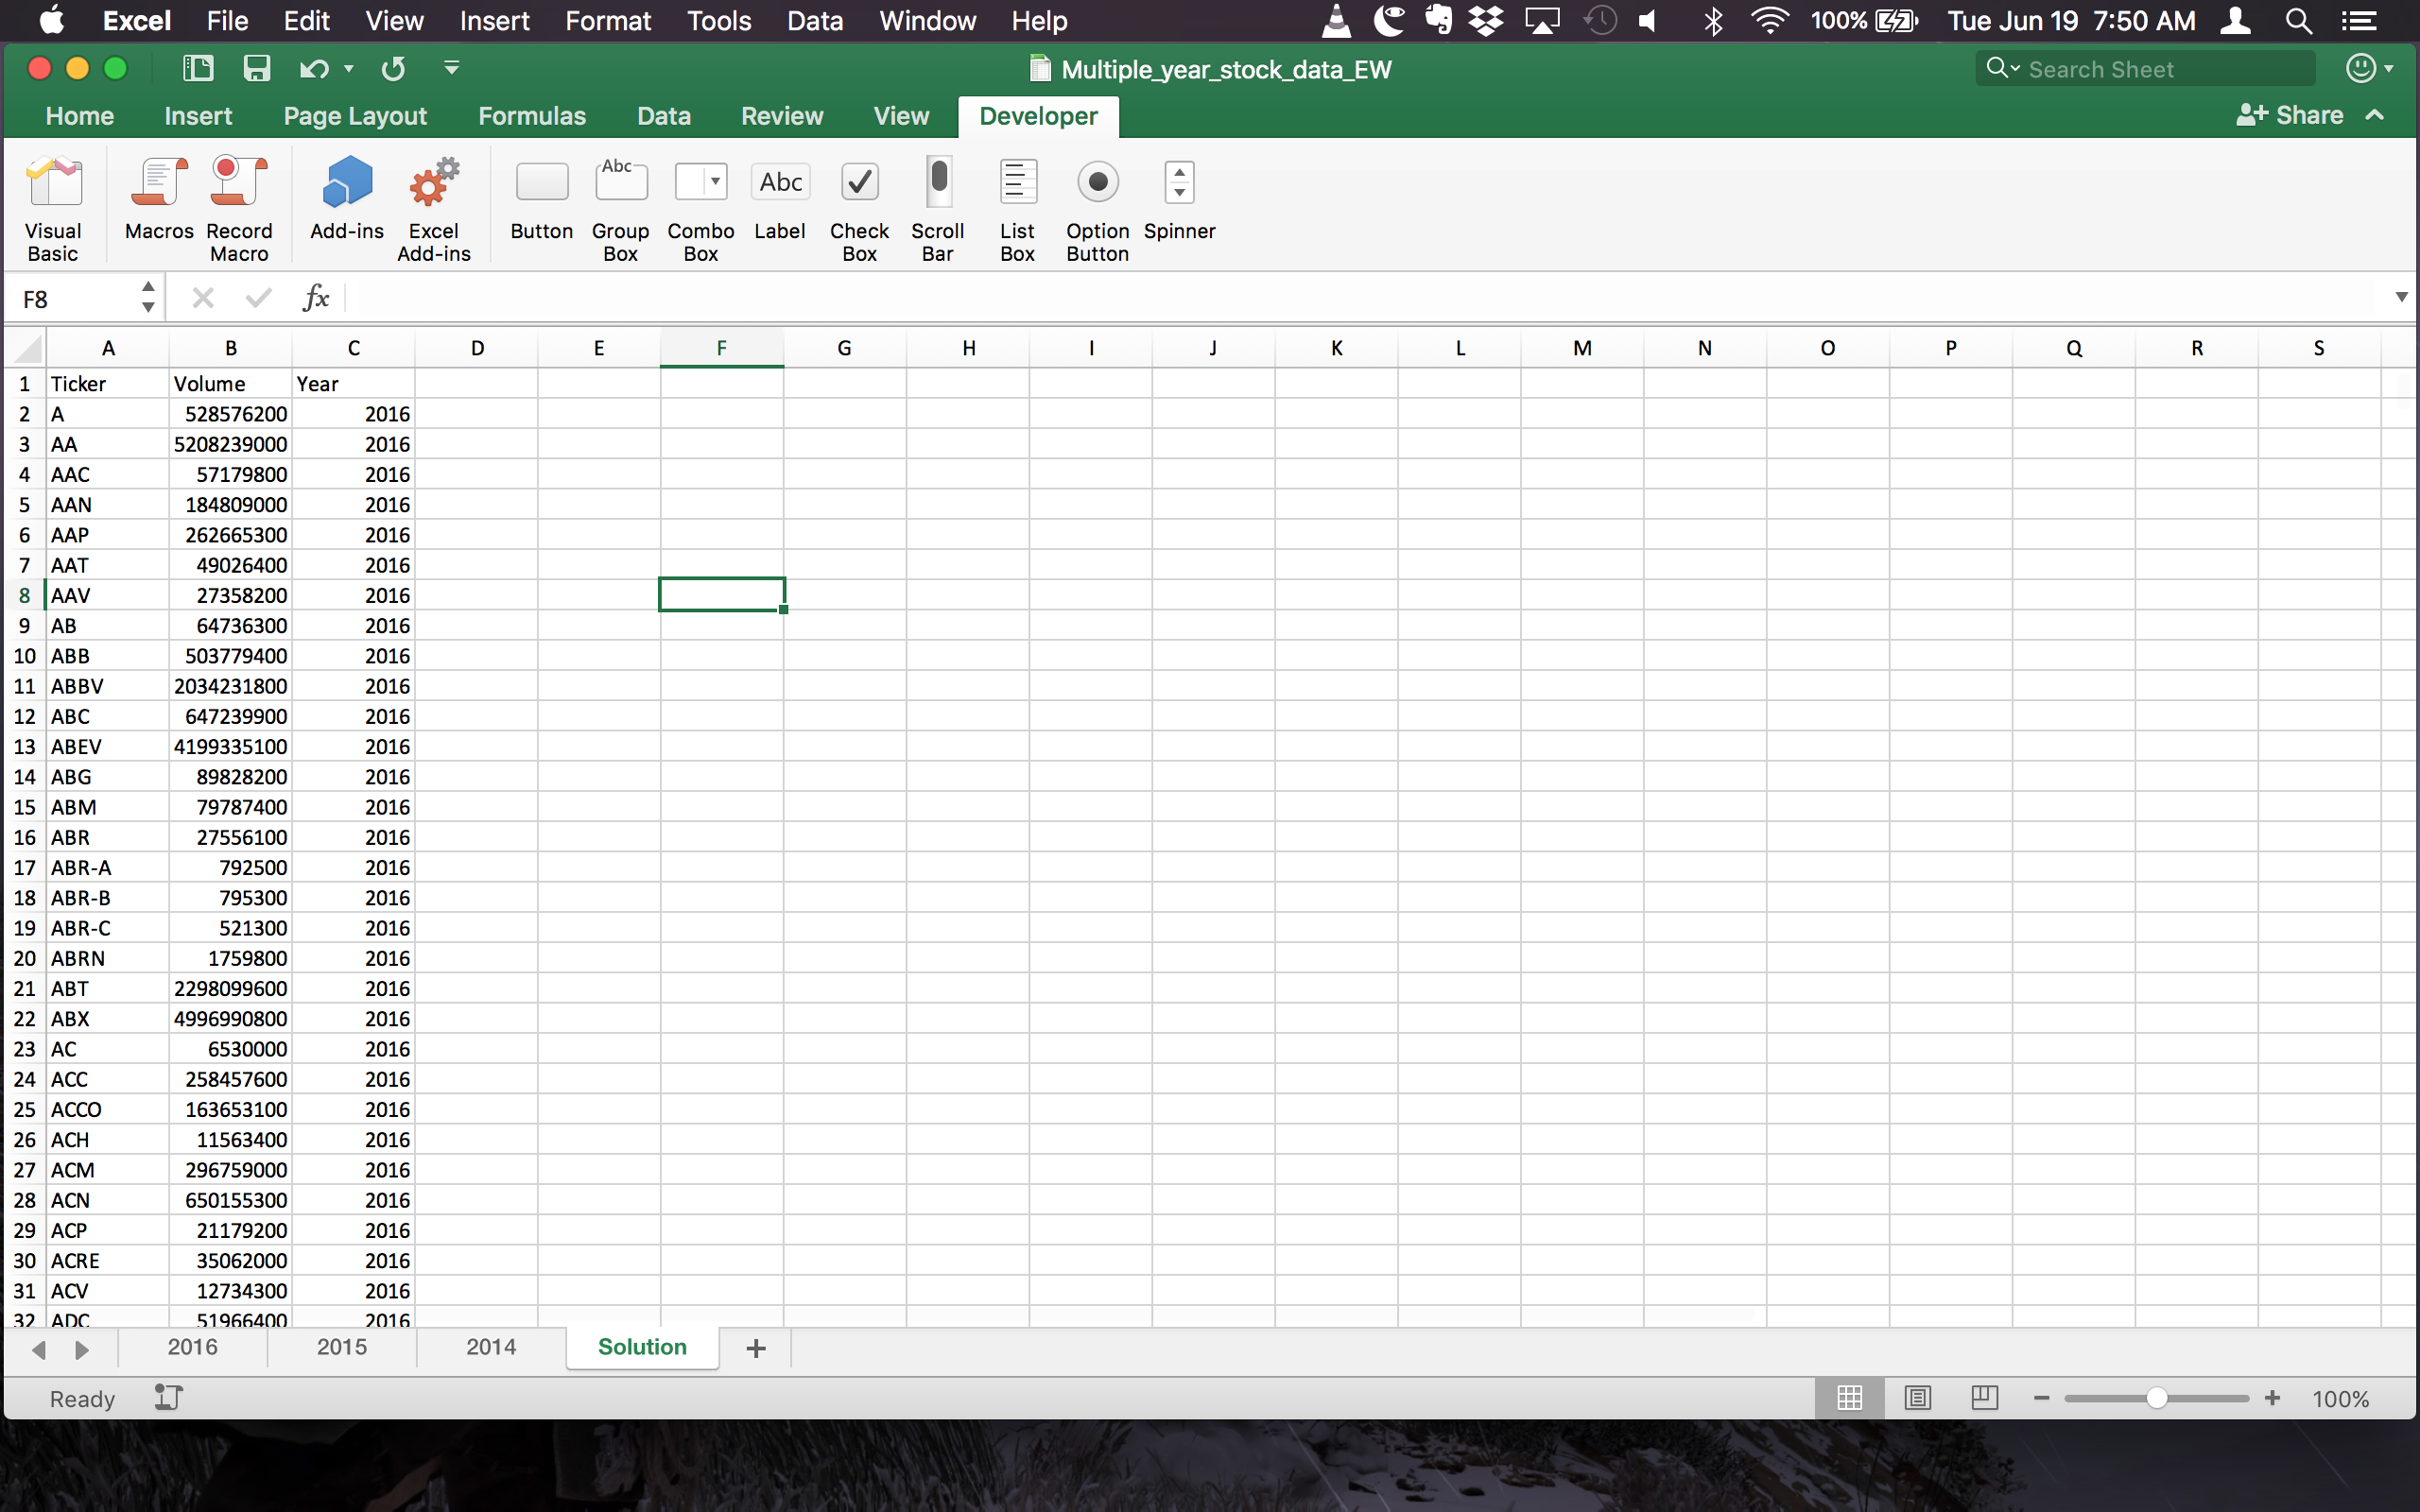 Excel File Edit View Insert Format Tools Data Window Help 100% Tue Jun 19 7:50 AM
Multiple_year_stock_data_EW Search Sheet
Home Insert Page Layout Formulas Data Review View Developer Share
Visual Basic Macros Record Macro Add-ins Excel Add-ins Button Abc Group Box Combo Box Abc Label Check Box Scroll Bar List Box Option Button Spinner
F8 fx
A B C D E F G H I J K L M N O P Q R S
1 Ticker Volume Year
2 A 528576200 2016
3 AA 5208239000 2016
4 AAC 57179800 2016
5 AAN 184809000 2016
6 AAP 262665300 2016
7 AAT 49026400 2016
8 AAV 27358200 2016
9 AB 64736300 2016
10 ABB 503779400 2016
11 ABBV 2034231800 2016
12 ABC 647239900 2016
13 ABEV 4199335100 2016
14 ABG 89828200 2016
15 ABM 79787400 2016
16 ABR 27556100 2016
17 ABR-A 792500 2016
18 ABR-B 795300 2016
19 ABR-C 521300 2016
20 ABRN 1759800 2016
21 ABT 2298099600 2016
22 ABX 4996990800 2016
23 AC 6530000 2016
24 ACC 258457600 2016
25 ACCO 163653100 2016
26 ACH 11563400 2016
27 ACM 296759000 2016
28 ACN 650155300 2016
29 ACP 21179200 2016
30 ACRE 35062000 2016
31 ACV 12734300 2016
32 ADC 51966400 2016
2016 2015 2014 Solution +
Ready 100%